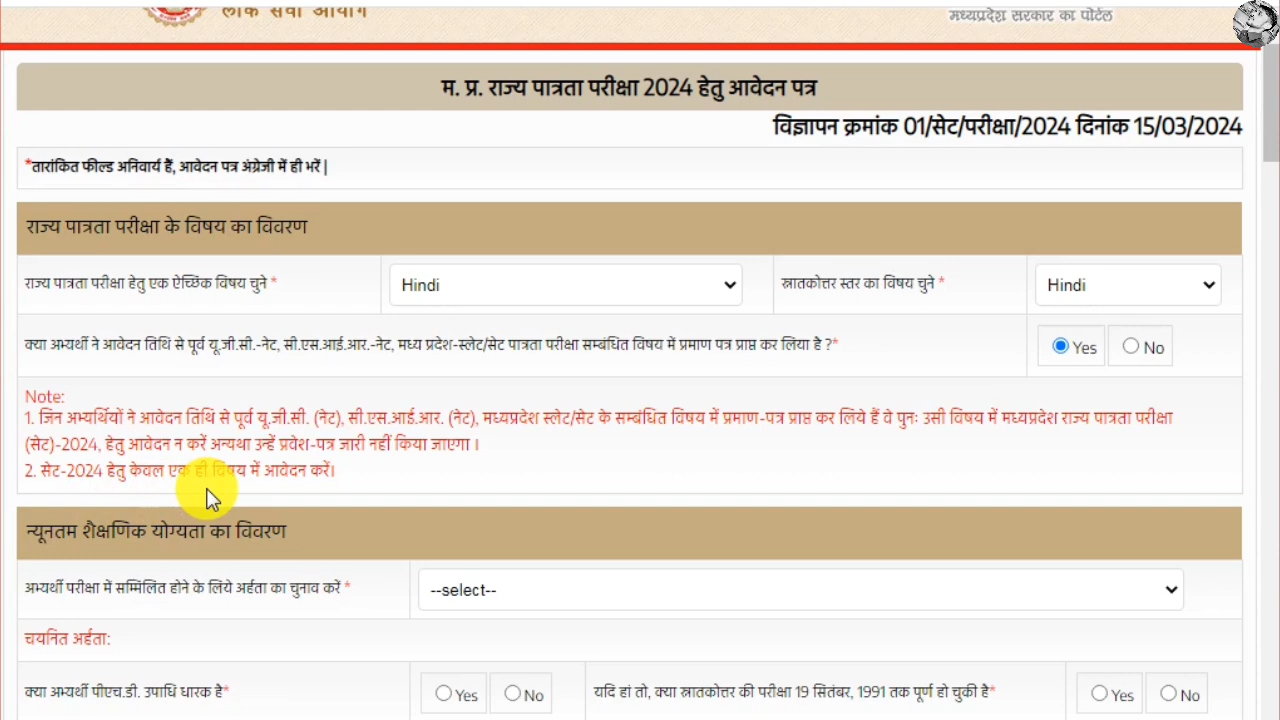 लोक सेवा आयोग
मध्यप्रदेश सरकार का पोर्टल
म. प्र. राज्य पात्रता परीक्षा 2024 हेतु आवेदन पत्र
विज्ञापन क्रमांक 01/सेट/परीक्षा/2024 दिनांक 15/03/2024
*तारांकित फील्ड अनिवार्य हैं, आवेदन पत्र अंग्रेजी में ही भरें |
राज्य पात्रता परीक्षा के विषय का विवरण
राज्य पात्रता परीक्षा हेतु एक ऐच्छिक विषय चुने * Hindi स्नातकोत्तर स्तर का विषय चुने * Hindi
क्या अभ्यर्थी ने आवेदन तिथि से पूर्व यू.जी.सी.-नेट, सी.एस.आई.आर.-नेट, मध्य प्रदेश-स्लेट/सेट पात्रता परीक्षा सम्बंधित विषय में प्रमाण पत्र प्राप्त कर लिया है ?* Yes No
Note:
1. जिन अभ्यर्थियों ने आवेदन तिथि से पूर्व यू.जी.सी. (नेट), सी.एस.आई.आर. (नेट), मध्यप्रदेश स्लेट/सेट के सम्बंधित विषय में प्रमाण-पत्र प्राप्त कर लिये हैं वे पुनः उसी विषय में मध्यप्रदेश राज्य पात्रता परीक्षा
(सेट)-2024, हेतु आवेदन न करें अन्यथा उन्हें प्रवेश-पत्र जारी नहीं किया जाएगा ।
2. सेट-2024 हेतु केवल एक ही विषय में आवेदन करें।
न्यूनतम शैक्षणिक योग्यता का विवरण
अभ्यर्थी परीक्षा में सम्मिलित होने के लिये अर्हता का चुनाव करें * --select--
चयनित अर्हता:
क्या अभ्यर्थी पीएच.डी. उपाधि धारक है* Yes No यदि हां तो, क्या स्नातकोत्तर की परीक्षा 19 सितंबर, 1991 तक पूर्ण हो चुकी है* Yes No